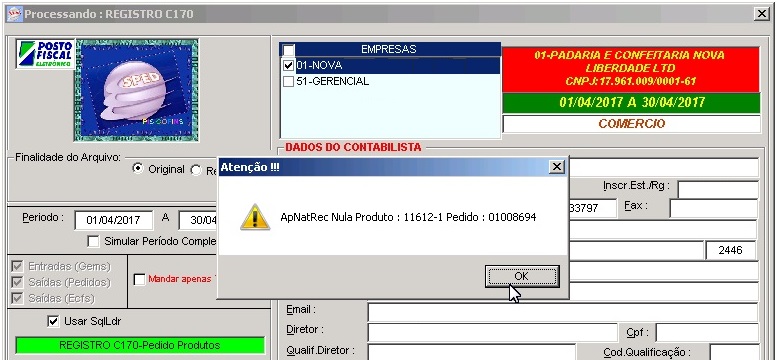 Processando : REGISTRO C170
POSTO
FISCAL
ELETRÔNICO
SPED
PIS COFINS
EMPRESAS
01-NOVA
51-GERENCIAL
01-PADARIA E CONFEITARIA NOVA
LIBERDADE LTD
CNPJ:17.961.009/0001-61
01/04/2017 A 30/04/2017
COMERCIO
Finalidade do Arquivo:
Original Re
DADOS DO CONTABILISTA
Inscr.Est./Rg :
33797 Fax :
Periodo : 01/04/2017 A 30/04
Simular Período Comple
2446
Atenção !!!
ApNatRec Nula Produto : 11612-1 Pedido : 01008694
OK
Entradas (Gems)
Saídas (Pedidos)
Saídas (Ecfs)
Mandar apenas
Usar SqlLdr
REGISTRO C170-Pedido Produtos
Email :
Diretor : Cpf :
Qualif.Diretor : Cod.Qualificação :